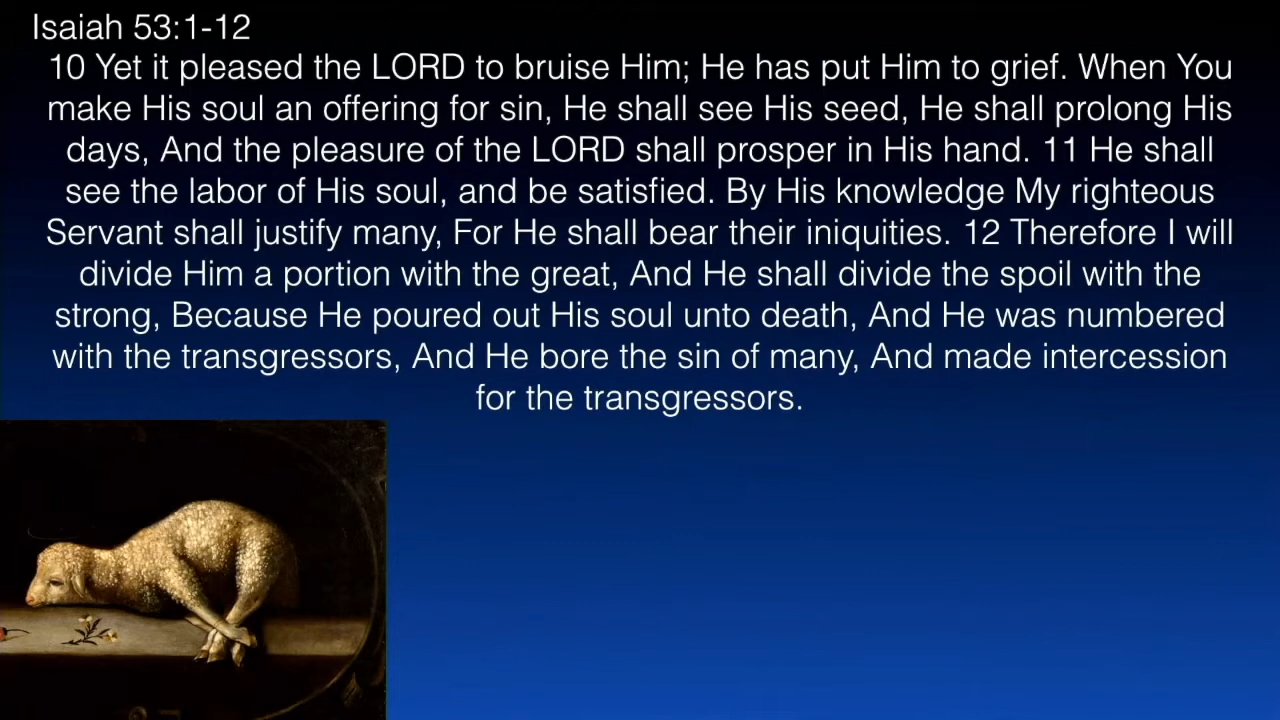 Isaiah 53:1-12
10 Yet it pleased the LORD to bruise Him; He has put Him to grief. When You
make His soul an offering for sin, He shall see His seed, He shall prolong His
days, And the pleasure of the LORD shall prosper in His hand. 11 He shall
see the labor of His soul, and be satisfied. By His knowledge My righteous
Servant shall justify many, For He shall bear their iniquities. 12 Therefore I will
divide Him a portion with the great, And He shall divide the spoil with the
strong, Because He poured out His soul unto death, And He was numbered
with the transgressors, And He bore the sin of many, And made intercession
for the transgressors.